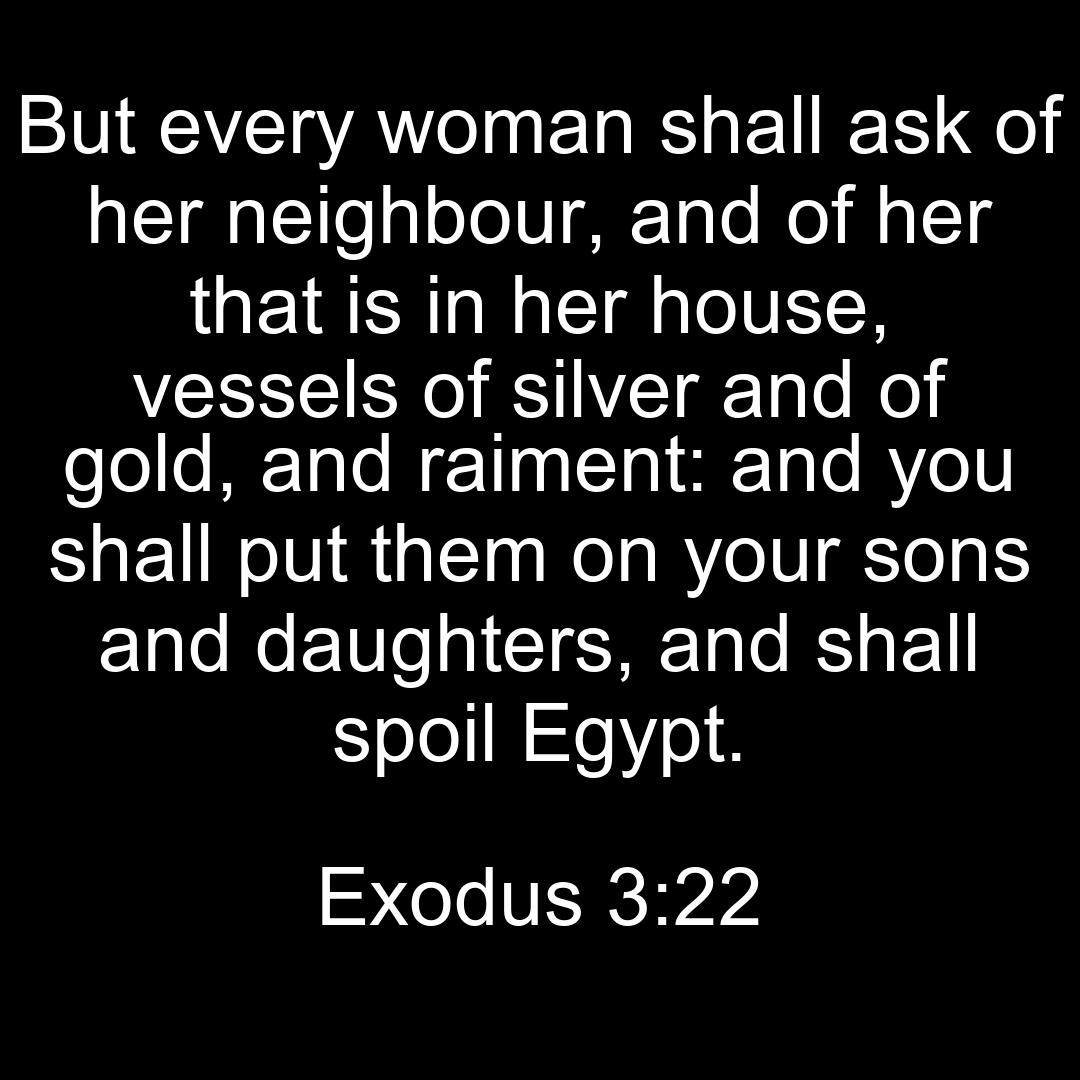 But every woman shall ask of
her neighbour, and of her
that is in her house,
vessels of silver and of
gold, and raiment: and you
shall put them on your sons
and daughters, and shall
spoil Egypt.
Exodus 3:22